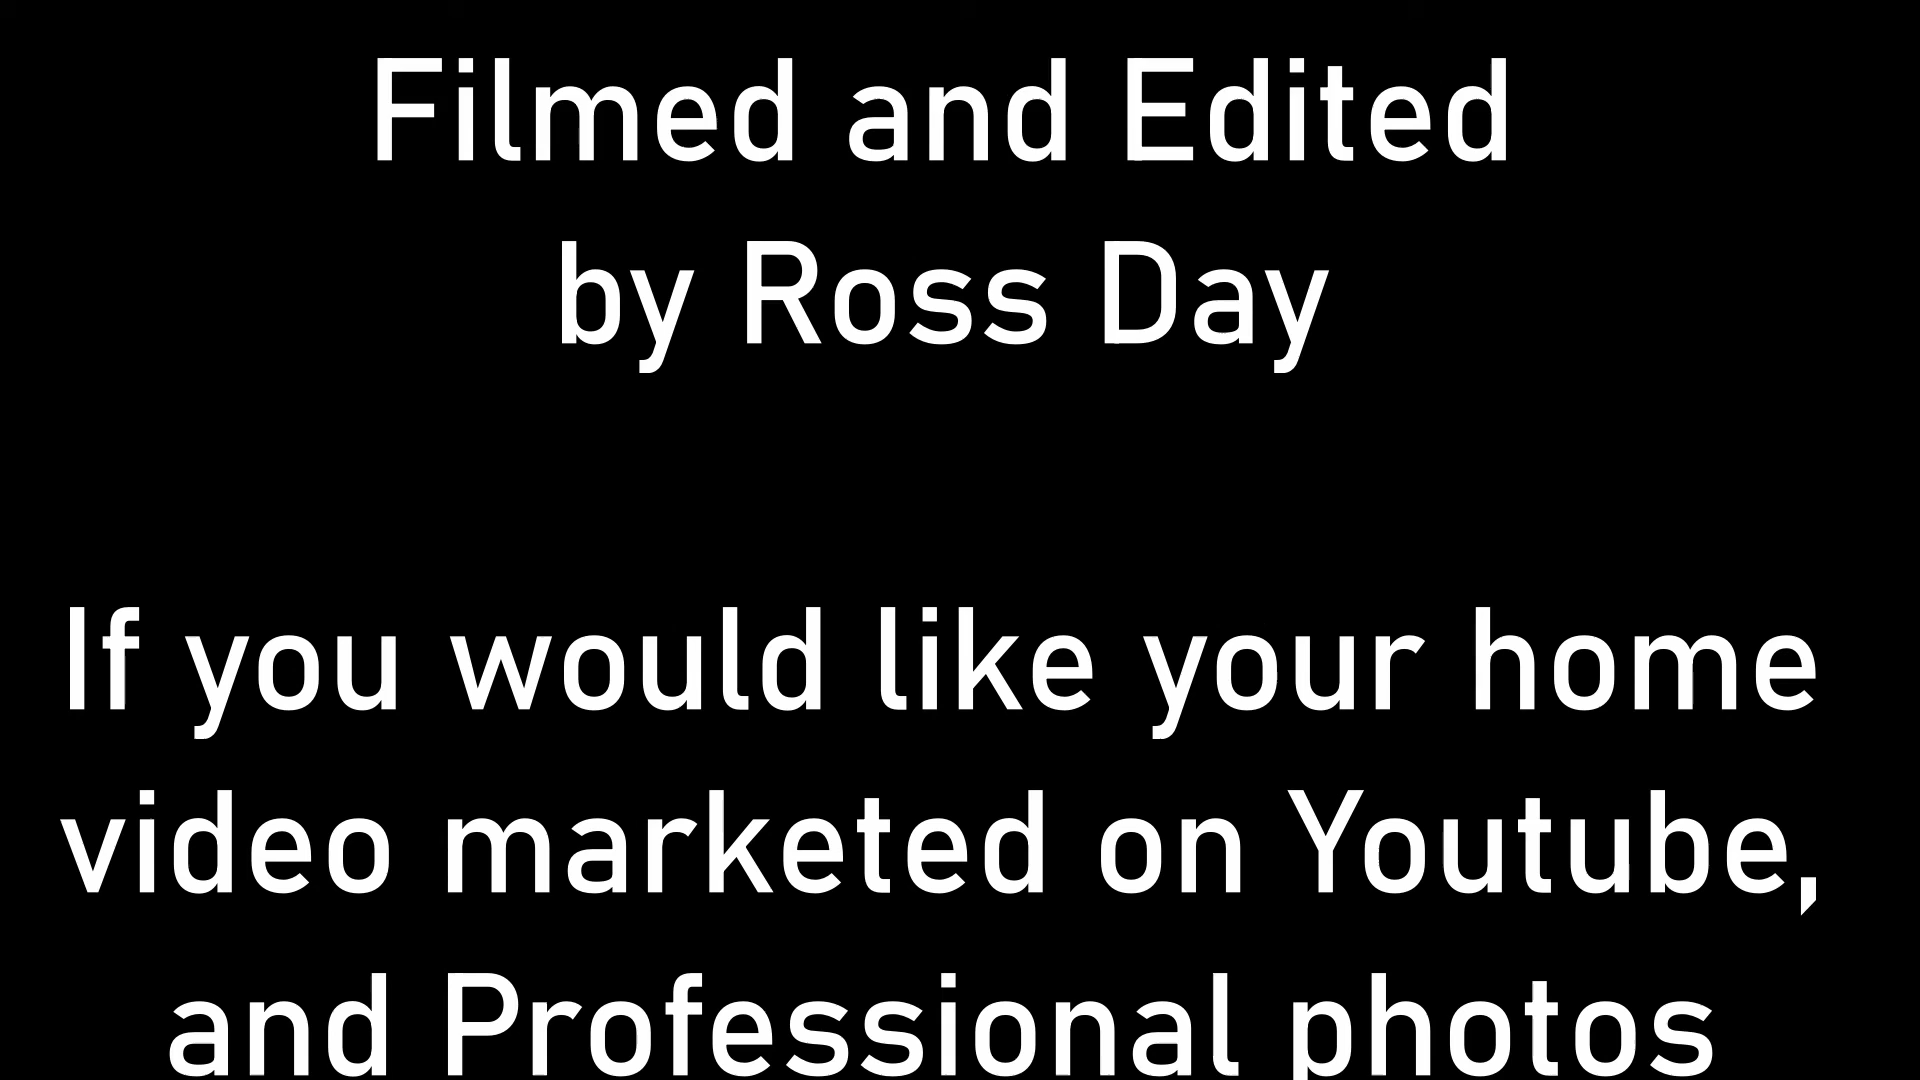 Filmed and Edited
by Ross Day
If you would like your home
video marketed on Youtube,
and Professional photos